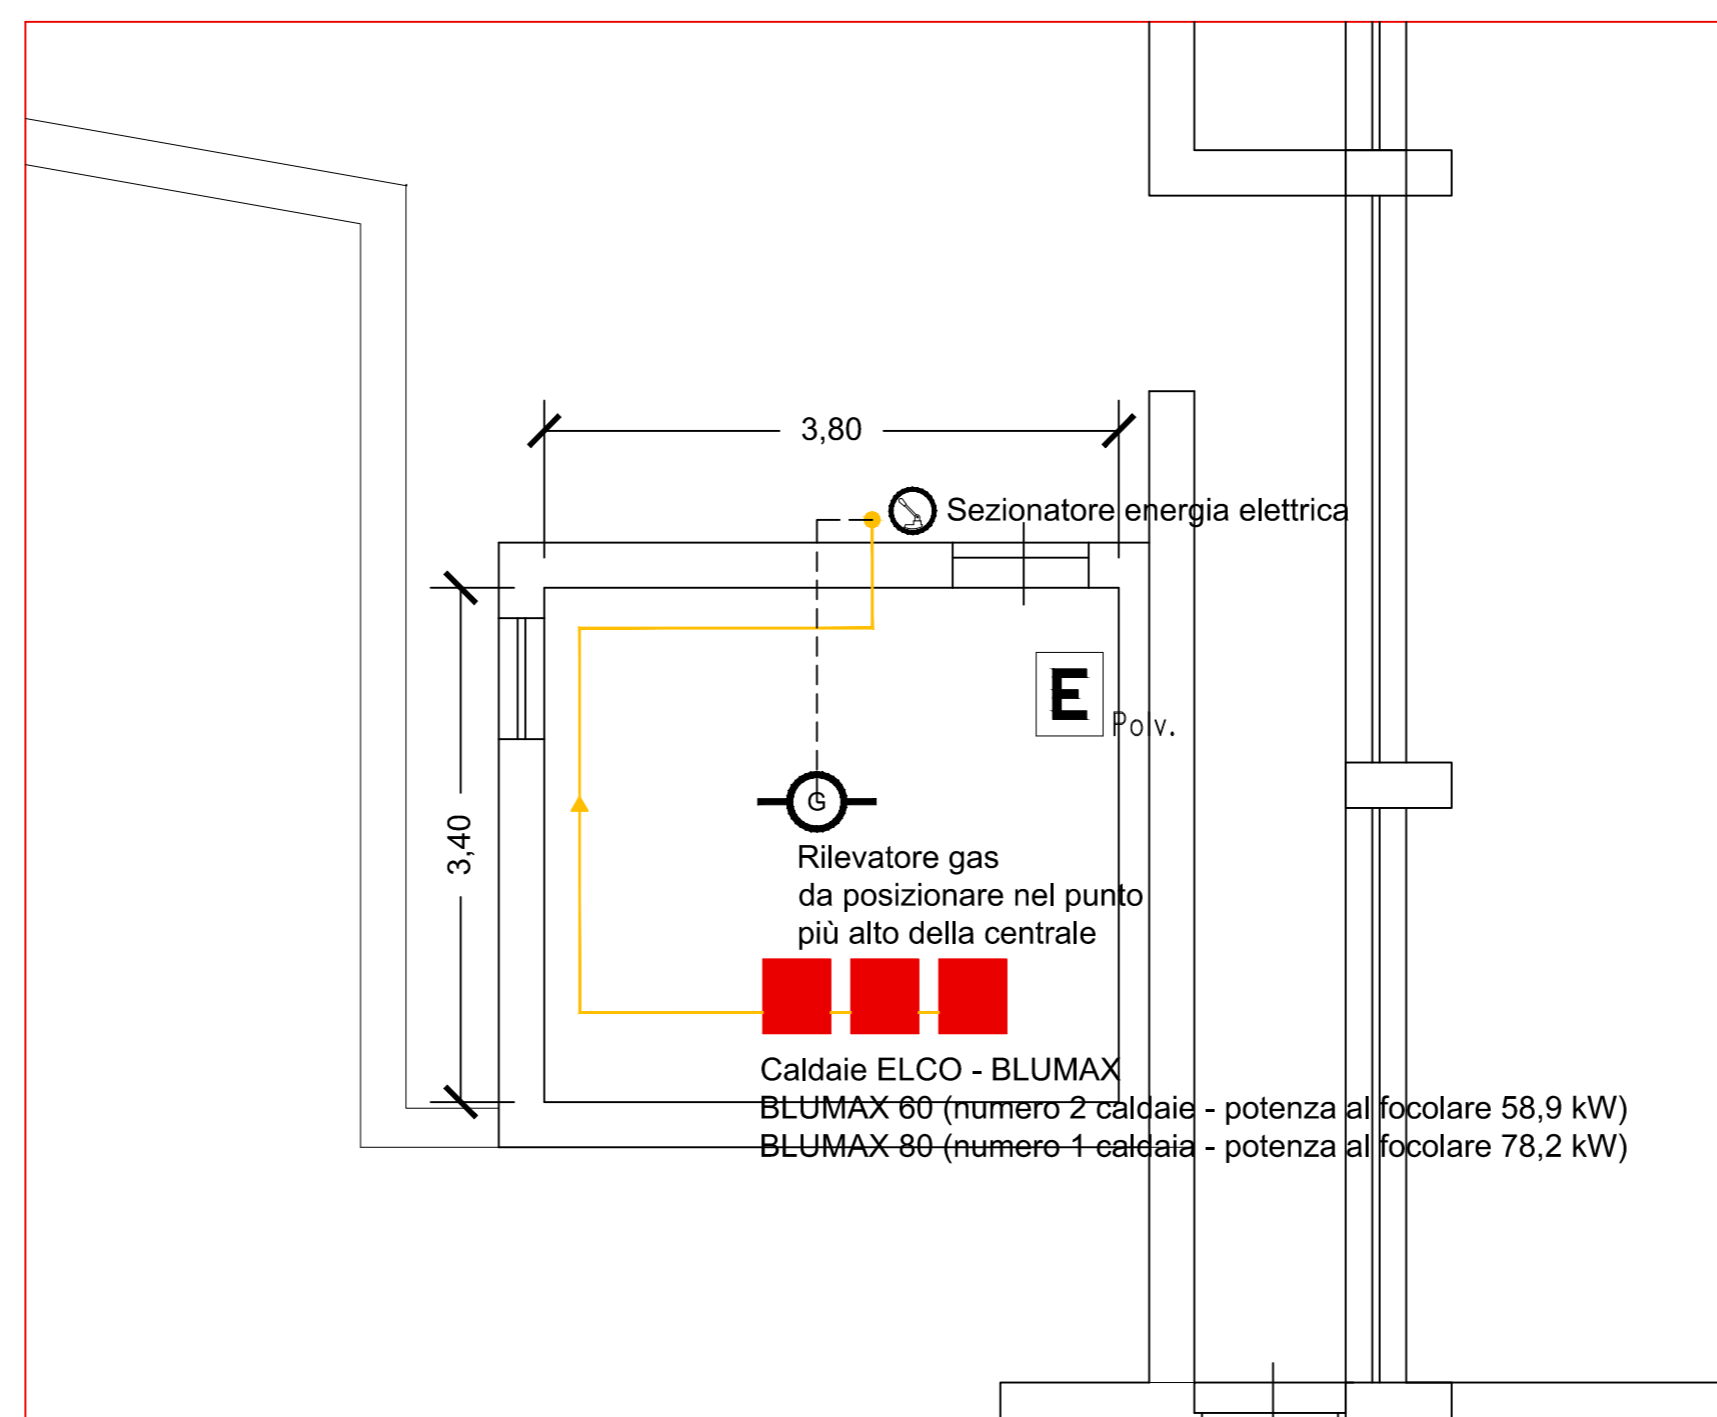 3,80
Sezionatore energia elettrica
E
Polv.
3,40
G
Rilevatore gas
da posizionare nel punto
più alto della centrale
Caldaie ELCO - BLUMAX
BLUMAX 60 (numero 2 caldaie - potenza al focolare 58,9 kW)
BLUMAX 80 (numero 1 caldaia - potenza al focolare 78,2 kW)